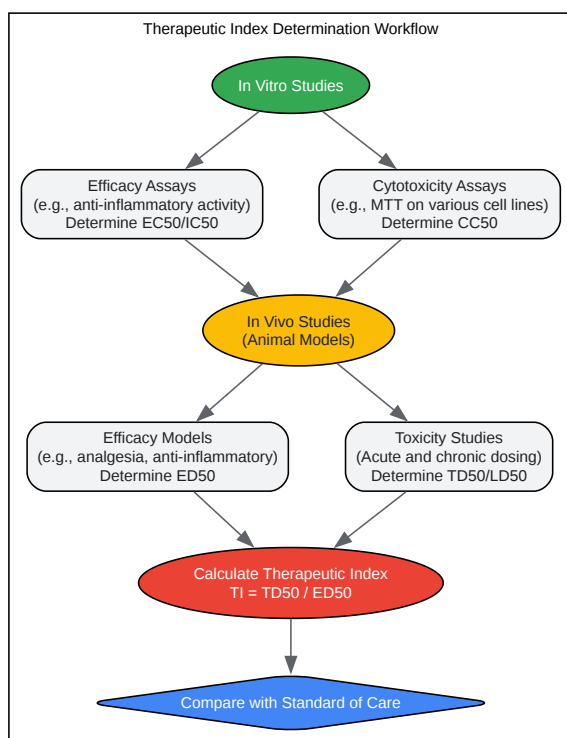 Therapeutic Index Determination Workflow
In Vitro Studies
Efficacy Assays
(e.g., anti-inflammatory activity)
Determine EC50/IC50
Cytotoxicity Assays
(e.g., MTT on various cell lines)
Determine CC50
In Vivo Studies
(Animal Models)
Efficacy Models
(e.g., analgesia, anti-inflammatory)
Determine ED50
Toxicity Studies
(Acute and chronic dosing)
Determine TD50/LD50
Calculate Therapeutic Index
TI = TD50 / ED50
Compare with Standard of Care